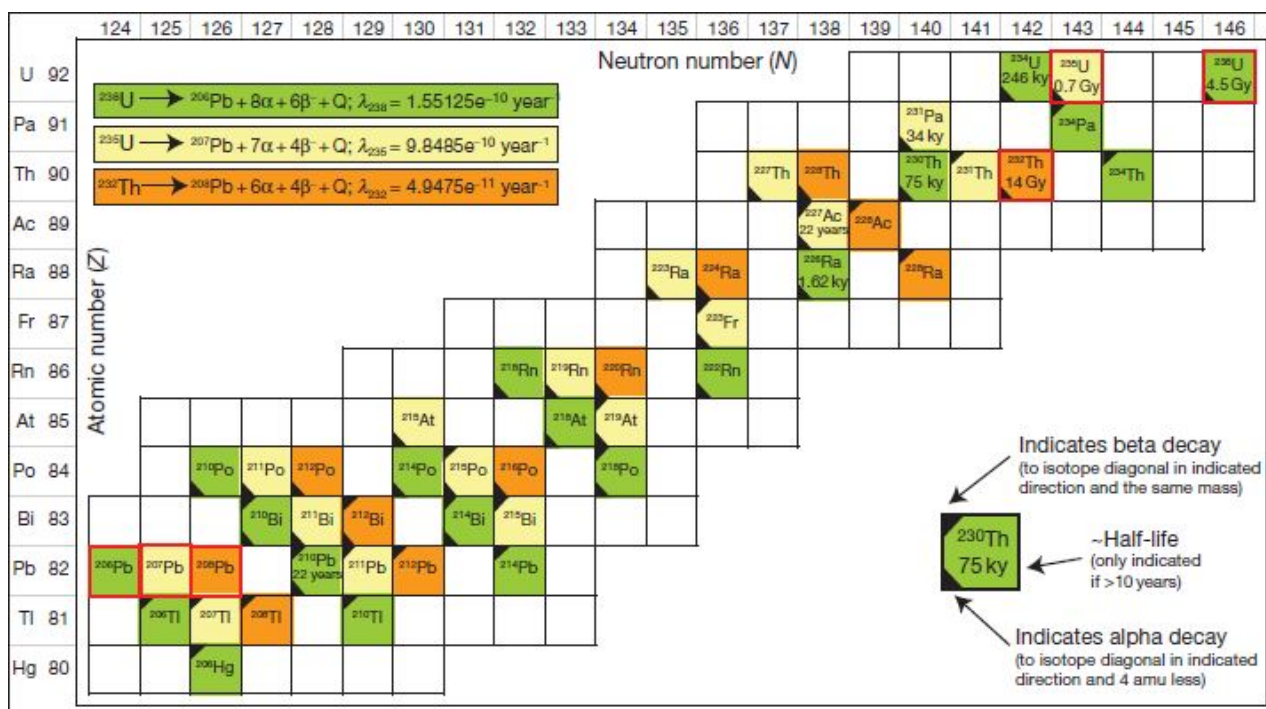 124 125 126 127 128 129 130 131 132 133 134 135 136 137 138 139 140 141 142 143 144 145 146
Neutron number (N)
Atomic number (Z)
²³⁸U → ²⁰⁶Pb + 8α + 6β⁻ + Q; λ₂₃₈ = 1.55125e⁻¹⁰ year⁻¹
²³⁵U → ²⁰⁷Pb + 7α + 4β⁻ + Q; λ₂₃₅ = 9.8485e⁻¹⁰ year⁻¹
²³²Th → ²⁰⁸Pb + 6α + 4β⁻ + Q; λ₂₃₂ = 4.9475e⁻¹¹ year⁻¹
U 92 ²³⁴U ²³⁵U ²³⁸U
246 ky 0.7 Gy 4.5 Gy
Pa 91 ²³¹Pa ²³⁴Pa
34 ky
Th 90 ²²⁷Th ²²⁸Th ²³⁰Th ²³¹Th ²³²Th ²³⁴Th
75 ky 14 Gy
Ac 89 ²²⁷Ac ²²⁸Ac
22 years
Ra 88 ²²³Ra ²²⁴Ra ²²⁶Ra ²²⁸Ra
1.62 ky
Fr 87 ²²³Fr
Rn 86 ²¹⁸Rn ²¹⁹Rn ²²⁰Rn ²²²Rn
At 85 ²¹⁵At ²¹⁸At ²¹⁹At
Po 84 ²¹⁰Po ²¹¹Po ²¹²Po ²¹⁴Po ²¹⁵Po ²¹⁶Po ²¹⁸Po
Bi 83 ²¹⁰Bi ²¹¹Bi ²¹²Bi ²¹⁴Bi ²¹⁵Bi
Pb 82 ²⁰⁶Pb ²⁰⁷Pb ²⁰⁸Pb ²¹⁰Pb ²¹¹Pb ²¹²Pb ²¹⁴Pb
22 years
Tl 81 ²⁰⁶Tl ²⁰⁷Tl ²⁰⁸Tl ²¹⁰Tl
Hg 80 ²⁰⁶Hg
Indicates beta decay
(to isotope diagonal in indicated
direction and the same mass)
²³⁰Th
75 ky
~Half-life
(only indicated
if >10 years)
Indicates alpha decay
(to isotope diagonal in indicated
direction and 4 amu less)